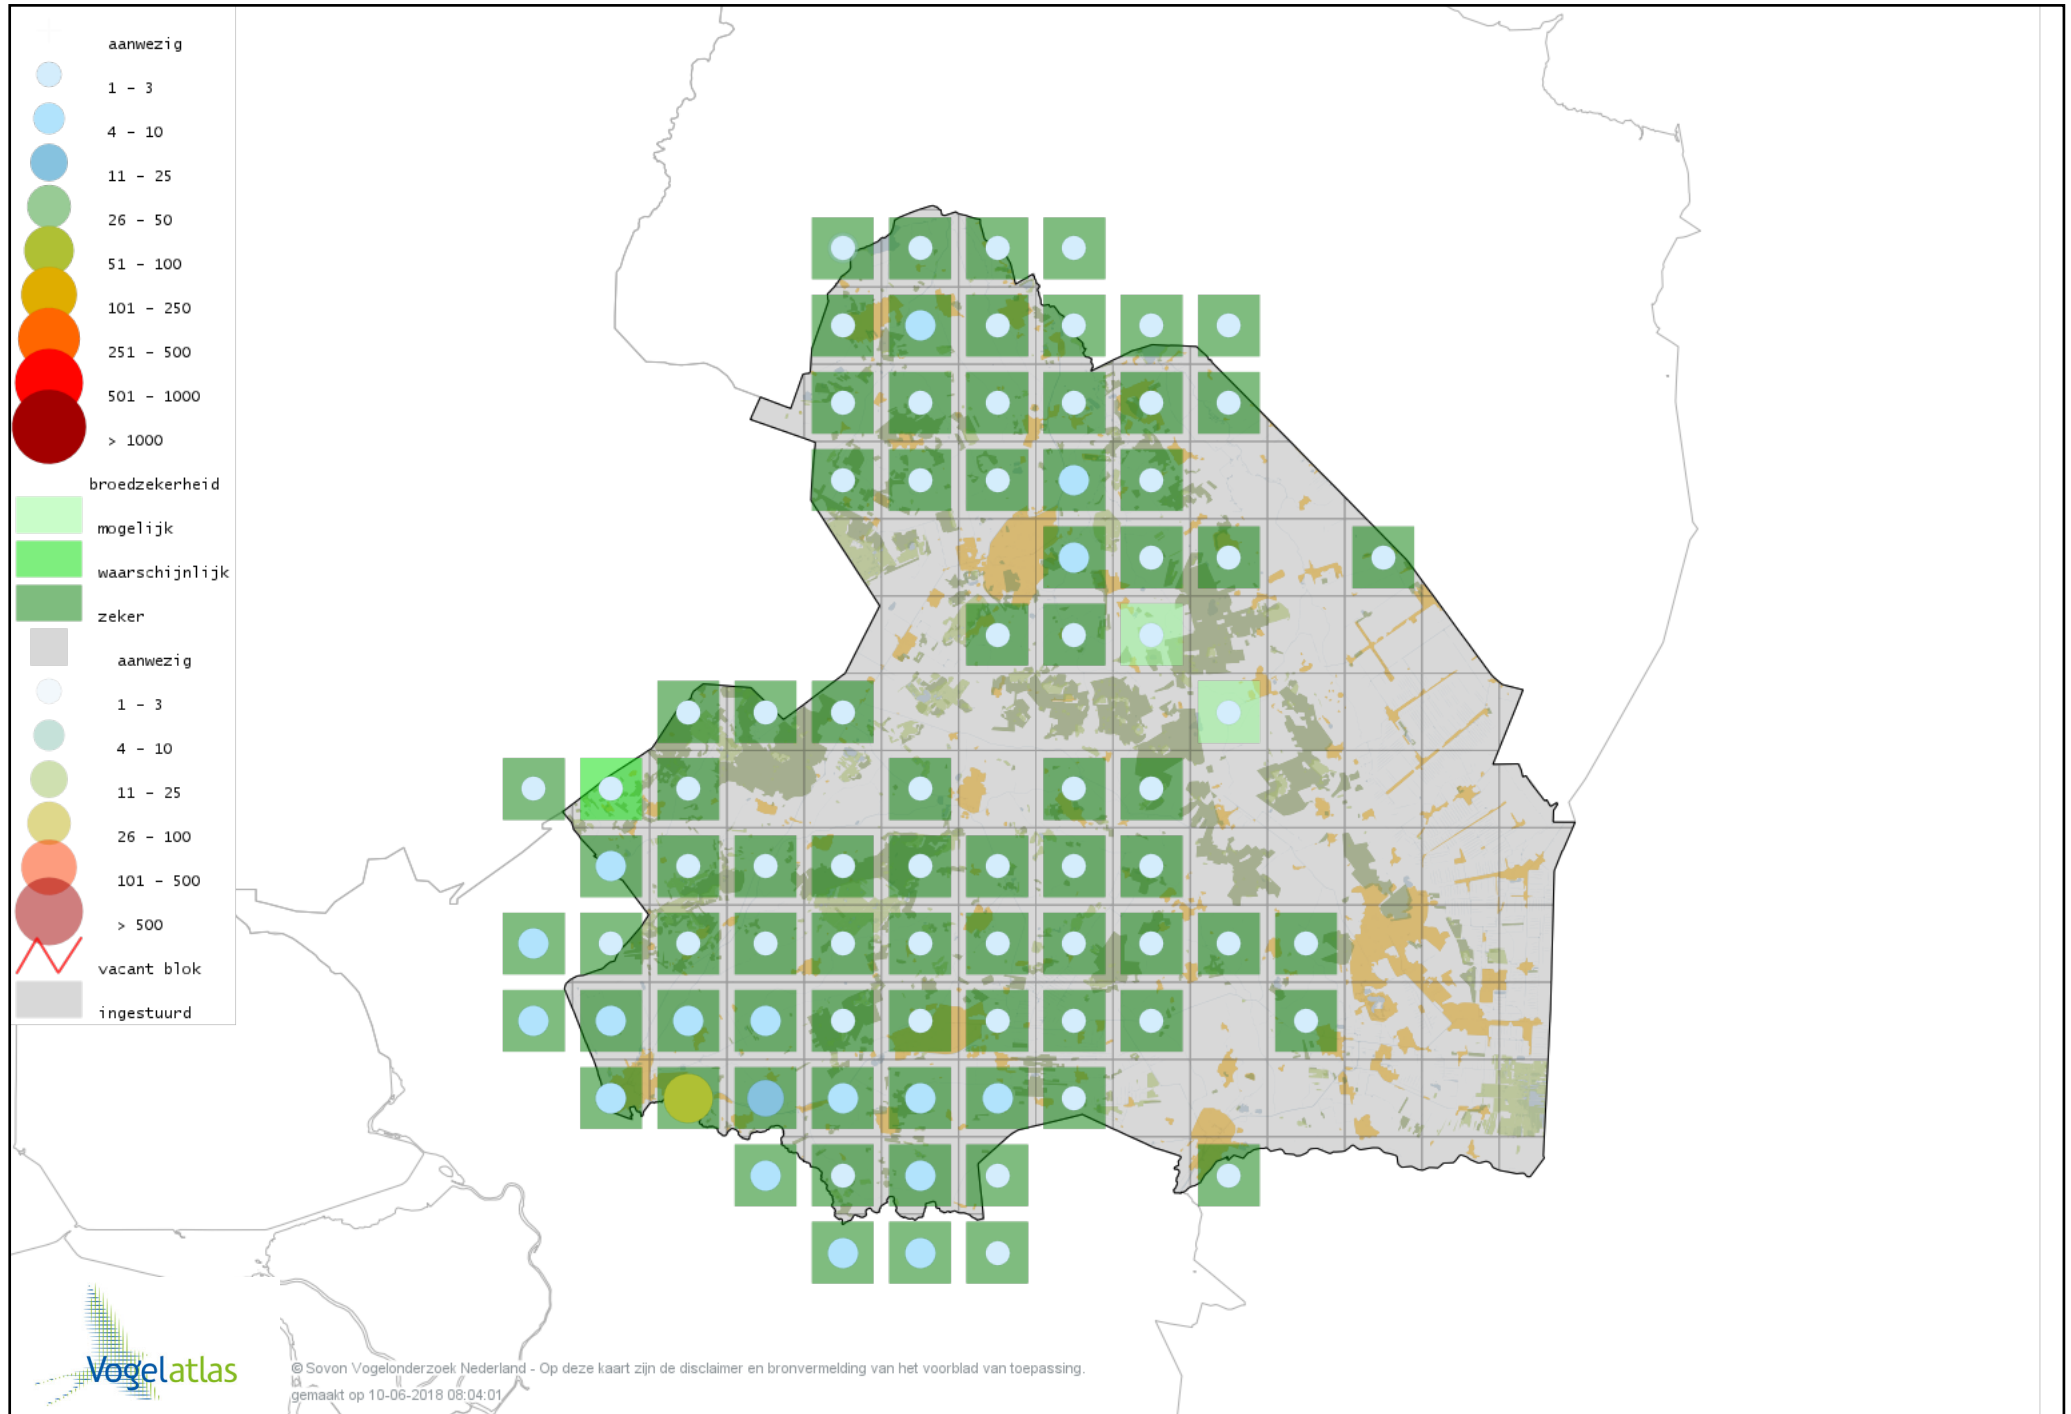 aanwezig
1 - 3
4 - 10
11 - 25
26 - 50
51 - 100
101 - 250
251 - 500
501 - 1000
> 1000
broedzekerheid
mogelijk
waarschijnlijk
zeker
aanwezig
1 - 3
4 - 10
11 - 25
26 - 100
101 - 500
> 500
vacant blok
ingestuurd
Vogelatlas
© Sovon Vogelonderzoek Nederland - Op deze kaart zijn de disclaimer en bronvermelding van het voorblad van toepassing.
gemaakt op 10-06-2018 08:04:01